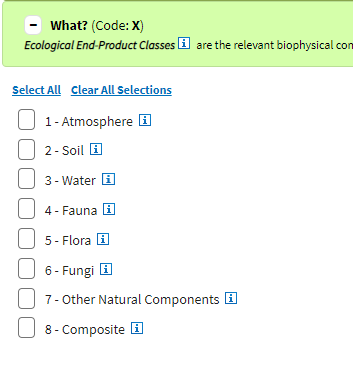 − What? (Code: X)
Ecological End-Product Classes i are the relevant biophysical
Select All Clear All Selections
1 - Atmosphere i
2 - Soil i
3 - Water i
4 - Fauna i
5 - Flora i
6 - Fungi i
7 - Other Natural Components i
8 - Composite i